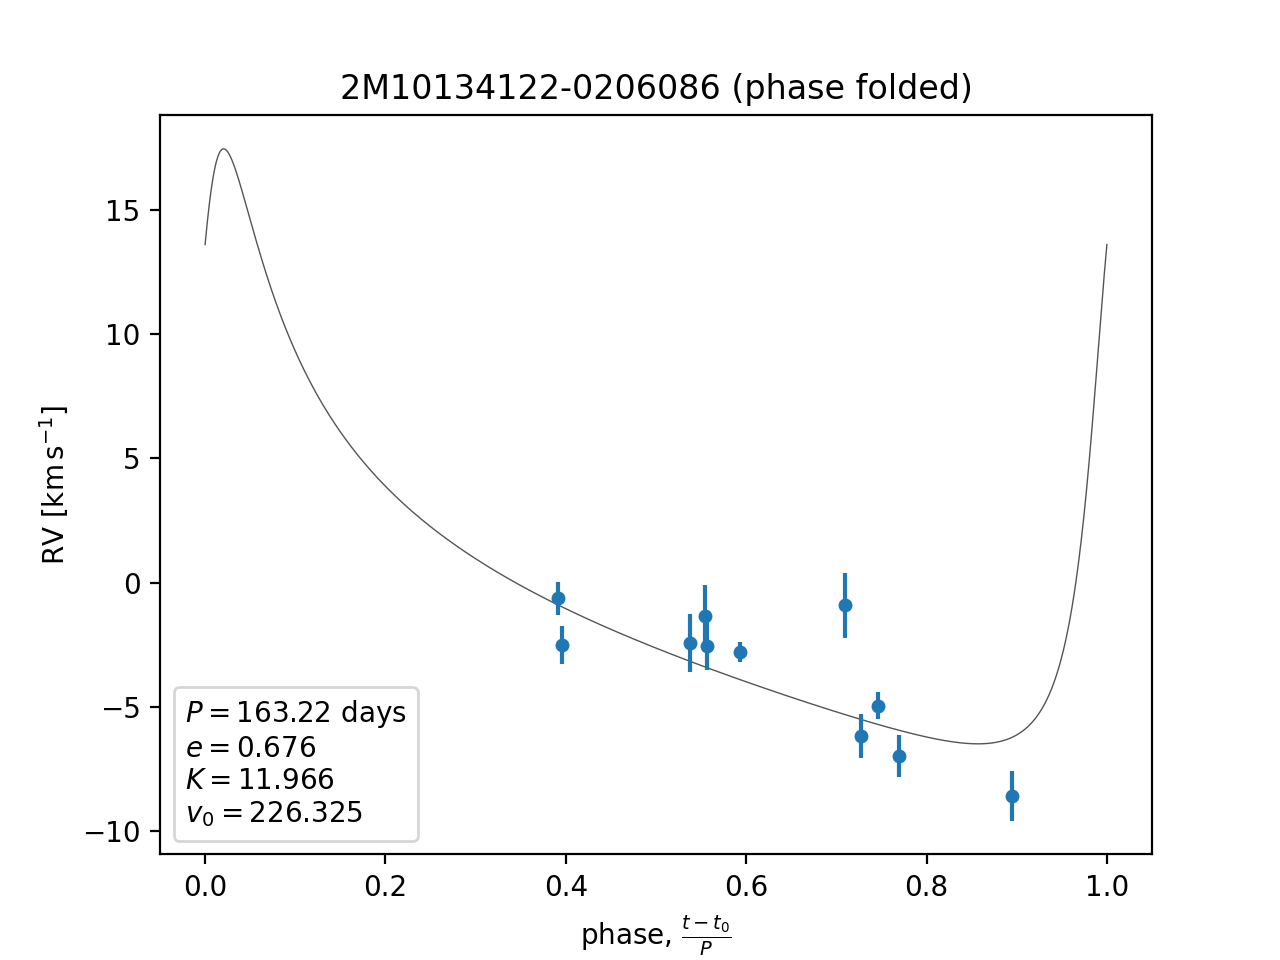 2M10134122-0206086 (phase folded)
RV [km s⁻¹]
15
10
5
0
−5
−10
P = 163.22 days
e = 0.676
K = 11.966
v₀ = 226.325
0.0 0.2 0.4 0.6 0.8 1.0
phase, (t − t₀)/P